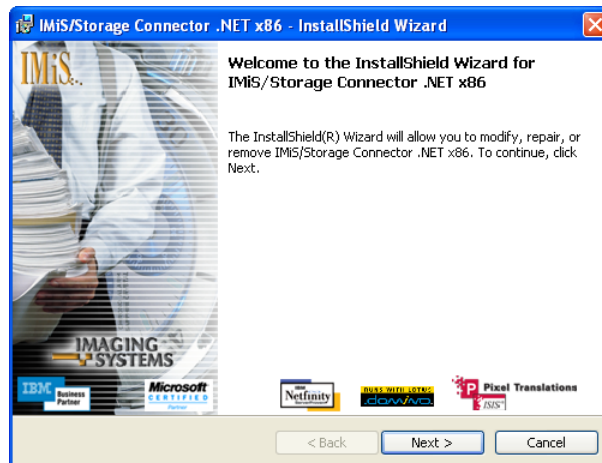 IMiS/Storage Connector .NET x86 - InstallShield Wizard
IMiS
Welcome to the InstallShield Wizard for
IMiS/Storage Connector .NET x86
The InstallShield(R) Wizard will allow you to modify, repair, or
remove IMiS/Storage Connector .NET x86. To continue, click
Next.
IMAGING
SYSTEMS
IBM Business
Partner
Microsoft
CERTIFIED
Partner
IBM
Netfinity
RUNS WITH LOTUS
domino.
Pixel Translations
ISIS
< Back
Next >
Cancel